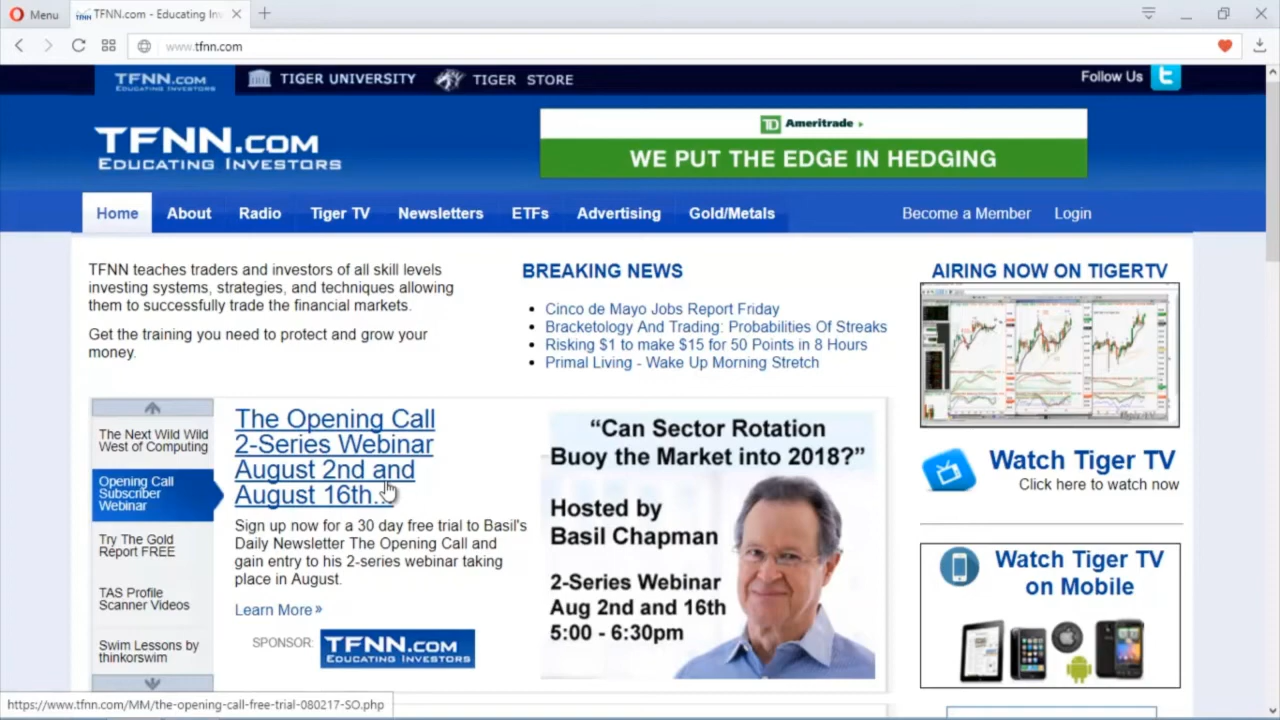 Menu
TFNN.com - Educating In
www.tfnn.com
TFNN.COM
EDUCATING INVESTORS
TIGER UNIVERSITY
TIGER STORE
Follow Us
TFNN.COM
EDUCATING INVESTORS
TD Ameritrade
WE PUT THE EDGE IN HEDGING
Home
About
Radio
Tiger TV
Newsletters
ETFs
Advertising
Gold/Metals
Become a Member
Login
TFNN teaches traders and investors of all skill levels
investing systems, strategies, and techniques allowing
them to successfully trade the financial markets.
Get the training you need to protect and grow your
money.
BREAKING NEWS
Cinco de Mayo Jobs Report Friday
Bracketology And Trading: Probabilities Of Streaks
Risking $1 to make $15 for 50 Points in 8 Hours
Primal Living - Wake Up Morning Stretch
AIRING NOW ON TIGERTV
Watch Tiger TV
Click here to watch now
Watch Tiger TV
on Mobile
The Next Wild Wild
West of Computing
Opening Call
Subscriber
Webinar
Try The Gold
Report FREE
TAS Profile
Scanner Videos
Swim Lessons by
thinkorswim
The Opening Call
2-Series Webinar
August 2nd and
August 16th..
Sign up now for a 30 day free trial to Basil's
Daily Newsletter The Opening Call and
gain entry to his 2-series webinar taking
place in August.
Learn More »
SPONSOR:
TFNN.COM
EDUCATING INVESTORS
“Can Sector Rotation
Buoy the Market into 2018?”
Hosted by
Basil Chapman
2-Series Webinar
Aug 2nd and 16th
5:00 - 6:30pm
https://www.tfnn.com/MM/the-opening-call-free-trial-080217-SO.php